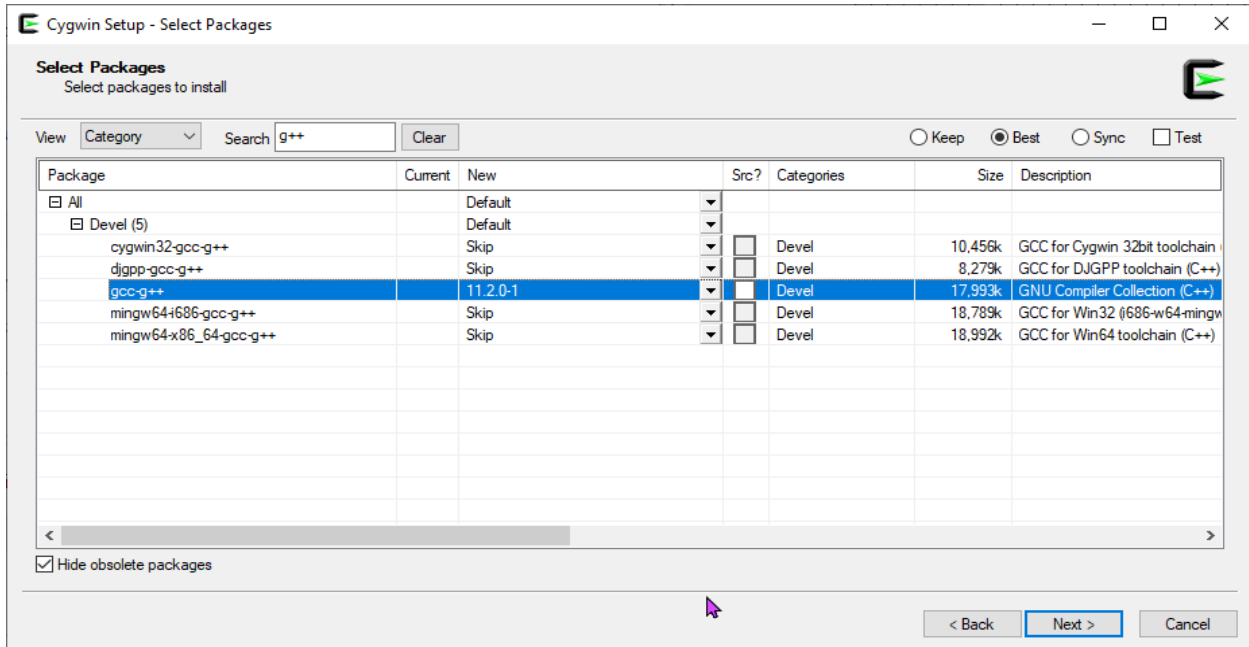 Cygwin Setup - Select Packages
Select Packages
Select packages to install
View Category Search g++ Clear Keep Best Sync Test
Package Current New Src? Categories Size Description
All Default
Devel (5) Default
cygwin32-gcc-g++ Skip Devel 10,456k GCC for Cygwin 32bit toolchain (
djgpp-gcc-g++ Skip Devel 8,279k GCC for DJGPP toolchain (C++)
gcc-g++ 11.2.0-1 Devel 17,993k GNU Compiler Collection (C++)
mingw64-i686-gcc-g++ Skip Devel 18,789k GCC for Win32 (i686-w64-mingw
mingw64-x86_64-gcc-g++ Skip Devel 18,992k GCC for Win64 toolchain (C++)
Hide obsolete packages
< Back Next > Cancel